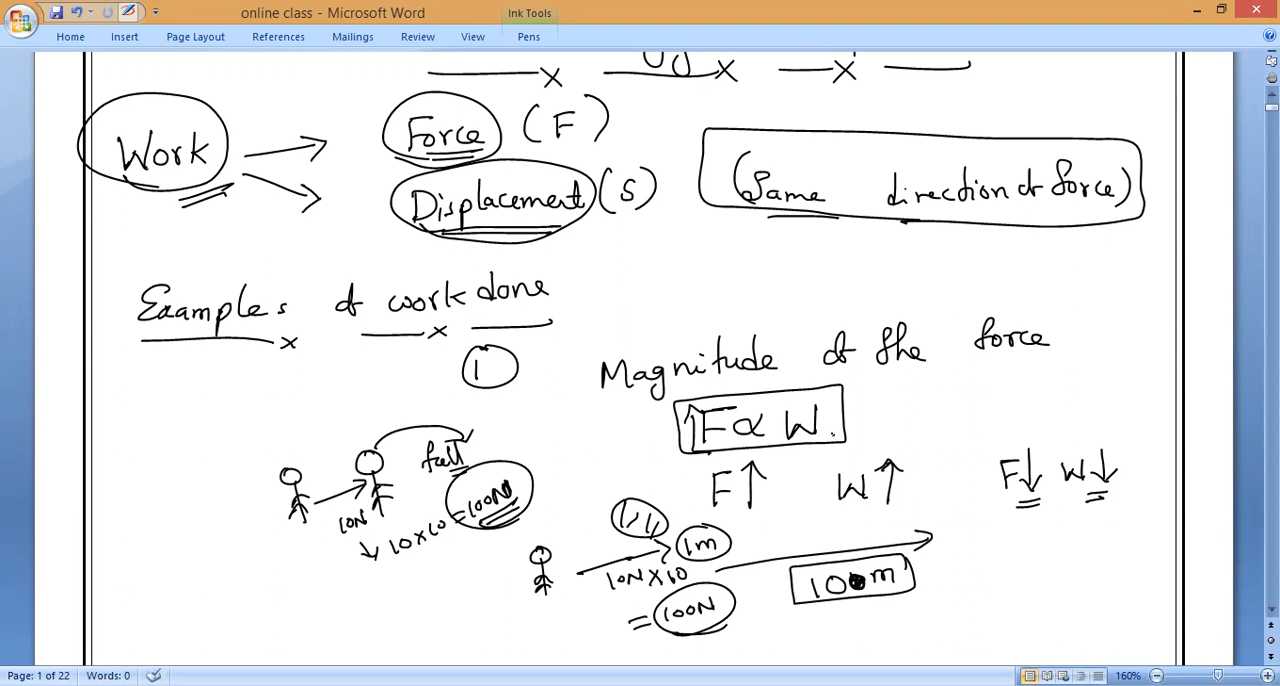 online class - Microsoft Word
Ink Tools
Home Insert Page Layout References Mailings Review View Pens
Work
Force (F)
Displacement (S)
(Same direction of force)
Examples of work done
1
Magnitude of the force
↑F ∝ W.
F↑ W↑ F↓ W↓
fall
10N
↓ 10×10 = 100N
1m
10N×10
= 100N
10 m
Page: 1 of 22 Words: 0 160%